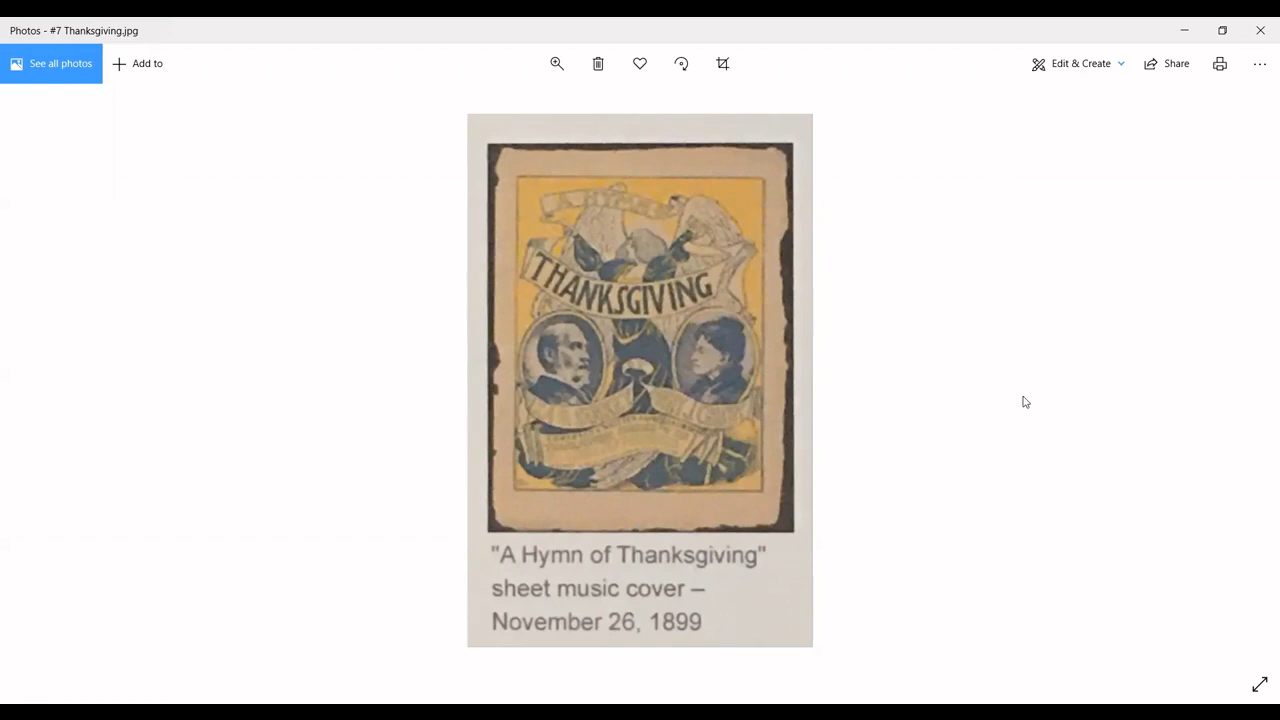 Photos - #7 Thanksgiving.jpg
See all photos
Add to
Edit & Create
Share
A HYMN
THANKSGIVING
"A Hymn of Thanksgiving"
sheet music cover –
November 26, 1899